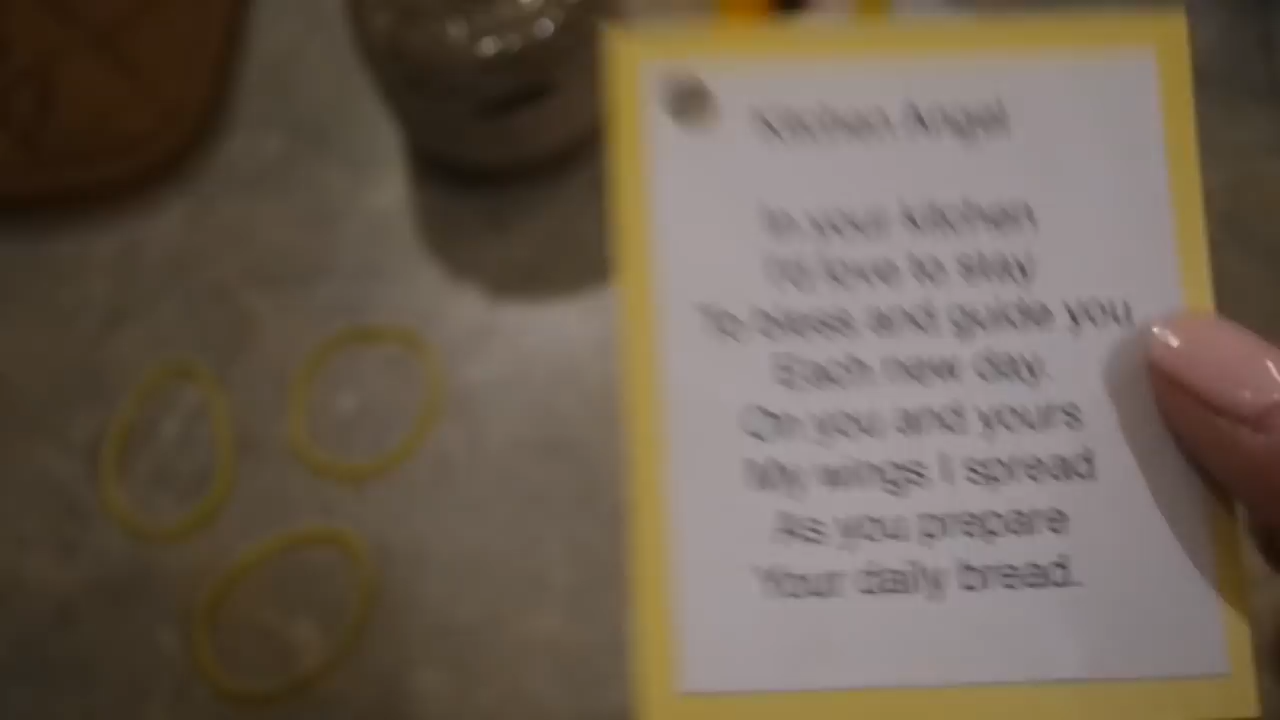 Kitchen Angel
In your kitchen
I'd love to stay
To bless and guide you
Each new day.
On you and yours
My wings I spread
As you prepare
Your daily bread.